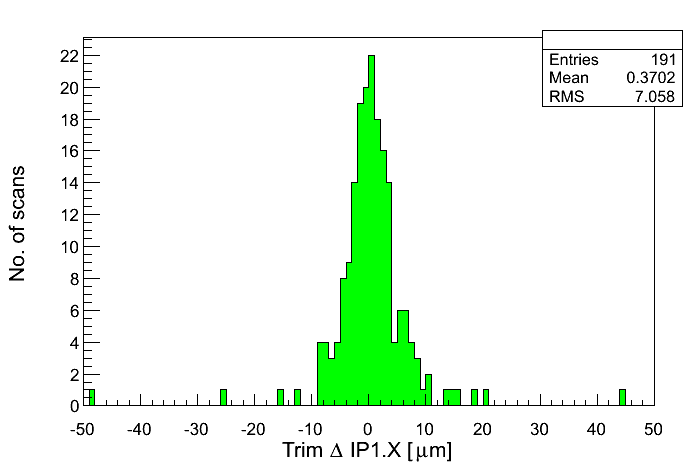 Entries 191
Mean 0.3702
RMS 7.058
22
20
18
16
14
12
10
8
6
4
2
0
No. of scans
-50 -40 -30 -20 -10 0 10 20 30 40 50
Trim Δ IP1.X [μm]